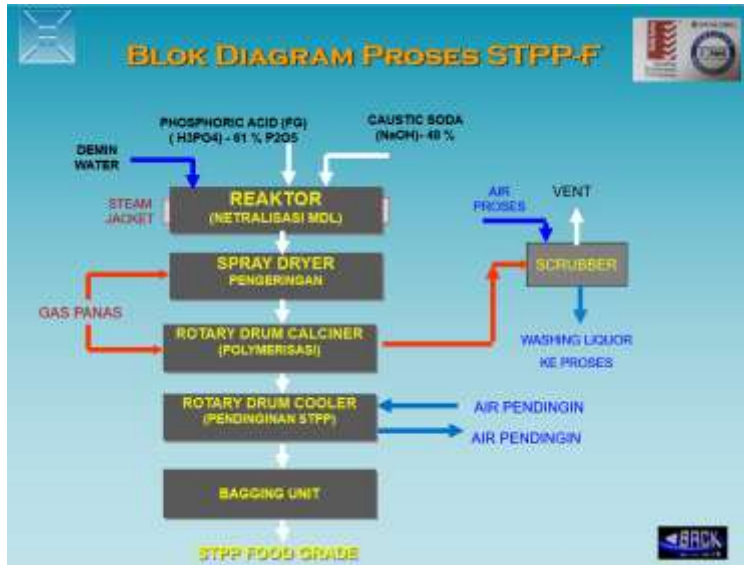 BLOK DIAGRAM PROSES STPP-F
PHOSPHORIC ACID (FG)
( H3PO4) - 61 % P2O5
CAUSTIC SODA
(NaOH)- 48 %
DEMIN
WATER
STEAM
JACKET
REAKTOR
(NETRALISASI MDL)
AIR
PROSES
VENT
SPRAY DRYER
PENGERINGAN
SCRUBBER
GAS PANAS
ROTARY DRUM CALCINER
(POLYMERISASI)
WASHING LIQUOR
KE PROSES
ROTARY DRUM COOLER
(PENDINGINAN STPP)
AIR PENDINGIN
AIR PENDINGIN
BAGGING UNIT
STPP FOOD GRADE
BACK